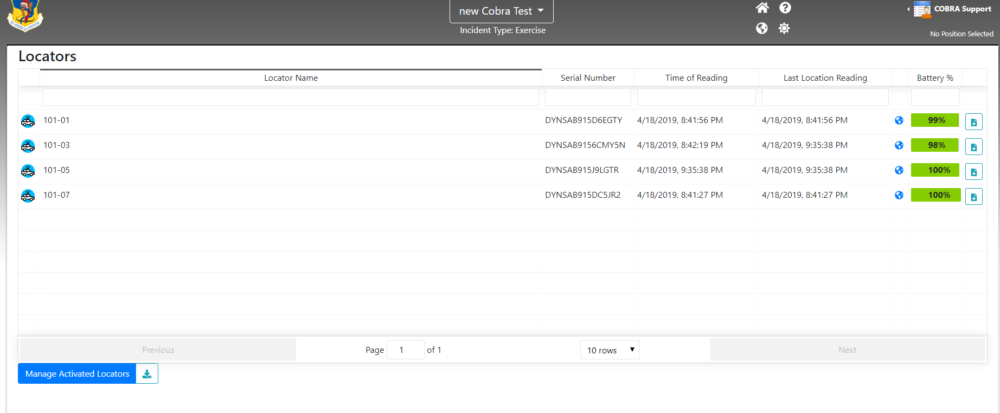 new Cobra Test
Incident Type: Exercise
COBRA Support
No Position Selected
Locators
Locator Name Serial Number Time of Reading Last Location Reading Battery %
101-01 DYNSAB915D6EGTY 4/18/2019, 8:41:56 PM 4/18/2019, 8:41:56 PM 99%
101-03 DYNSAB9156CMY5N 4/18/2019, 8:42:19 PM 4/18/2019, 9:35:38 PM 98%
101-05 DYNSAB915J9LGTR 4/18/2019, 9:35:38 PM 4/18/2019, 9:35:38 PM 100%
101-07 DYNSAB915DC5JR2 4/18/2019, 8:41:27 PM 4/18/2019, 8:41:27 PM 100%
Previous Page 1 of 1 10 rows Next
Manage Activated Locators